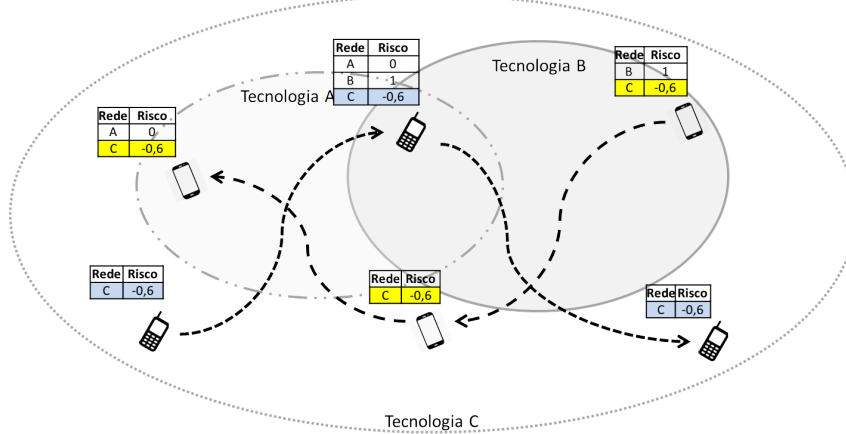 Rede Risco
A 0
B 1
C -0,6
Tecnologia B
Rede Risco
B 1
C -0,6
Tecnologia A
Rede Risco
A 0
C -0,6
Rede Risco
C -0,6
Rede Risco
C -0,6
Rede Risco
C -0,6
Tecnologia C